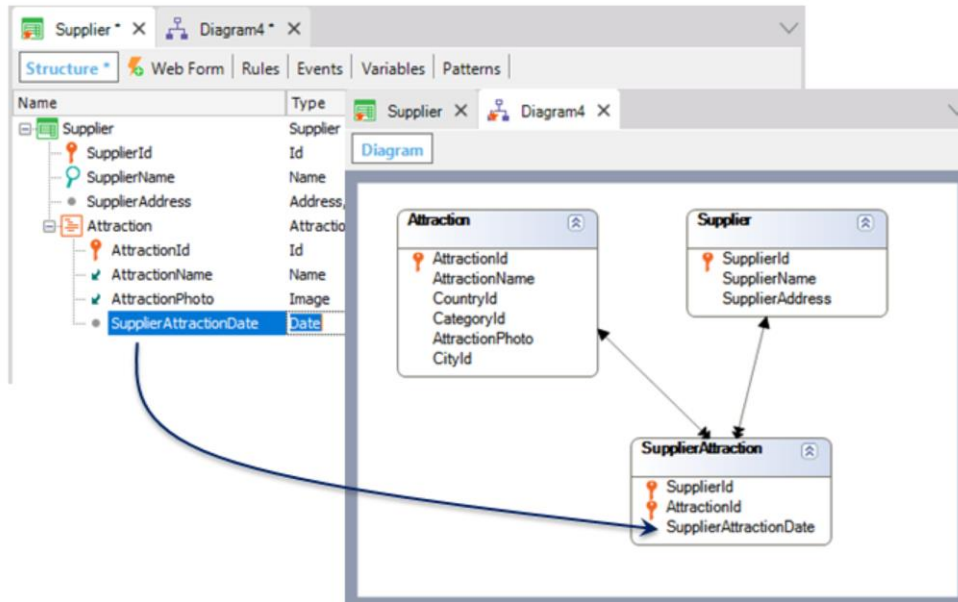 Supplier * X Diagram4 * X
Structure * Web Form Rules Events Variables Patterns
Name Type
Supplier Supplier
SupplierId Id
SupplierName Name
SupplierAddress Address,
Attraction Attractio
AttractionId Id
AttractionName Name
AttractionPhoto Image
SupplierAttractionDate Date
Supplier X Diagram4 X
Diagram
Attraction
AttractionId
AttractionName
CountryId
CategoryId
AttractionPhoto
CityId
Supplier
SupplierId
SupplierName
SupplierAddress
SupplierAttraction
SupplierId
AttractionId
SupplierAttractionDate